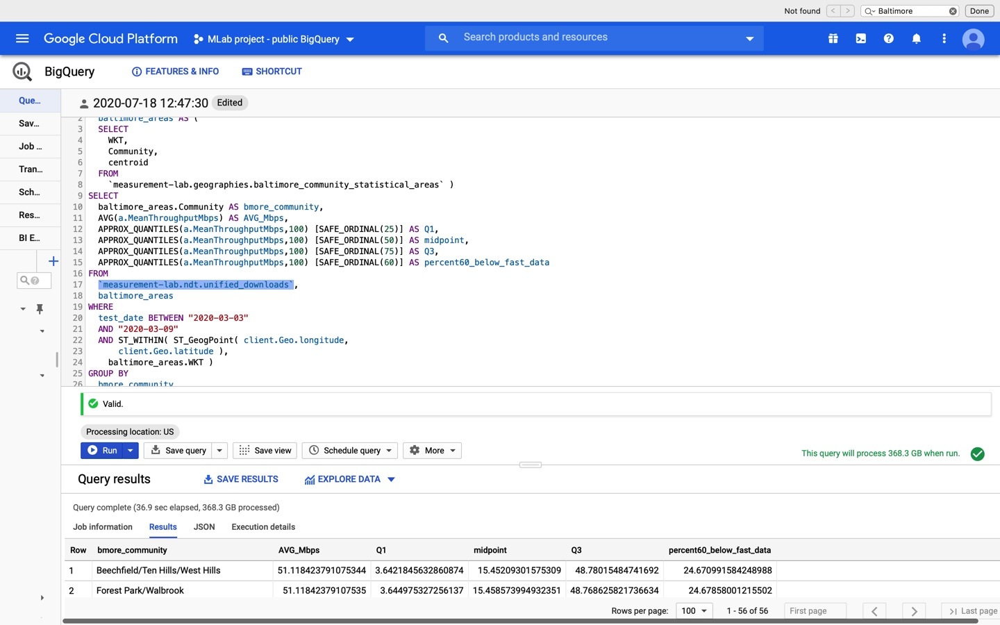 Not found
Baltimore
Done
Google Cloud Platform
MLab project - public BigQuery
Search products and resources
BigQuery
FEATURES & INFO
SHORTCUT
Que...
Sav...
Job ...
Tran...
Sch...
Res...
BI E...
2020-07-18 12:47:30
Edited
2 baltimore_areas AS (
3 SELECT
4 WKT,
5 Community,
6 centroid
7 FROM
8 `measurement-lab.geographies.baltimore_community_statistical_areas` )
9 SELECT
10 baltimore_areas.Community AS bmore_community,
11 AVG(a.MeanThroughputMbps) AS AVG_Mbps,
12 APPROX_QUANTILES(a.MeanThroughputMbps,100) [SAFE_ORDINAL(25)] AS Q1,
13 APPROX_QUANTILES(a.MeanThroughputMbps,100) [SAFE_ORDINAL(50)] AS midpoint,
14 APPROX_QUANTILES(a.MeanThroughputMbps,100) [SAFE_ORDINAL(75)] AS Q3,
15 APPROX_QUANTILES(a.MeanThroughputMbps,100) [SAFE_ORDINAL(60)] AS percent60_below_fast_data
16 FROM
17 `measurement-lab.ndt.unified_downloads`,
18 baltimore_areas
19 WHERE
20 test_date BETWEEN "2020-03-03"
21 AND "2020-03-09"
22 AND ST_WITHIN( ST_GeogPoint( client.Geo.longitude,
23 client.Geo.latitude ),
24 baltimore_areas.WKT )
25 GROUP BY
26 bmore_community
Valid.
Processing location: US
Run
Save query
Save view
Schedule query
More
This query will process 368.3 GB when run.
Query results
SAVE RESULTS
EXPLORE DATA
Query complete (36.9 sec elapsed, 368.3 GB processed)
Job information Results JSON Execution details
Row bmore_community AVG_Mbps Q1 midpoint Q3 percent60_below_fast_data
1 Beechfield/Ten Hills/West Hills 51.118423791075344 3.6421845632860874 15.45209301575309 48.78015484741692 24.670991584248988
2 Forest Park/Walbrook 51.11842379107535 3.644975327256137 15.458573994932351 48.768625821736634 24.67858001215502
Rows per page: 100 1 - 56 of 56 First page Last page